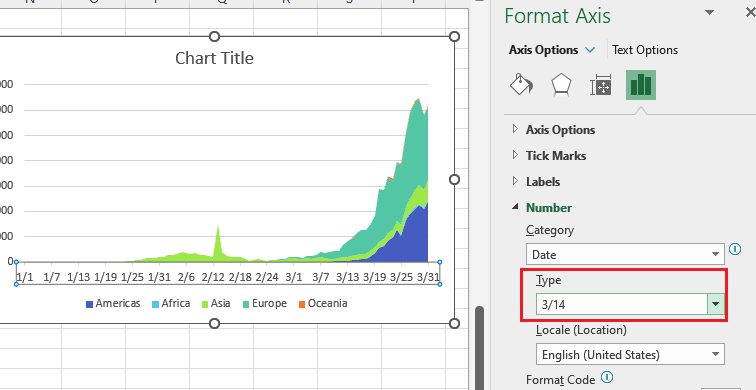 Chart Title
000
000
000
000
000
000
000
0
1/1 1/7 1/13 1/19 1/25 1/31 2/6 2/12 2/18 2/24 3/1 3/7 3/13 3/19 3/25 3/31
Americas Africa Asia Europe Oceania
Format Axis
Axis Options Text Options
Axis Options
Tick Marks
Labels
Number
Category
Date
Type
3/14
Locale (Location)
English (United States)
Format Code